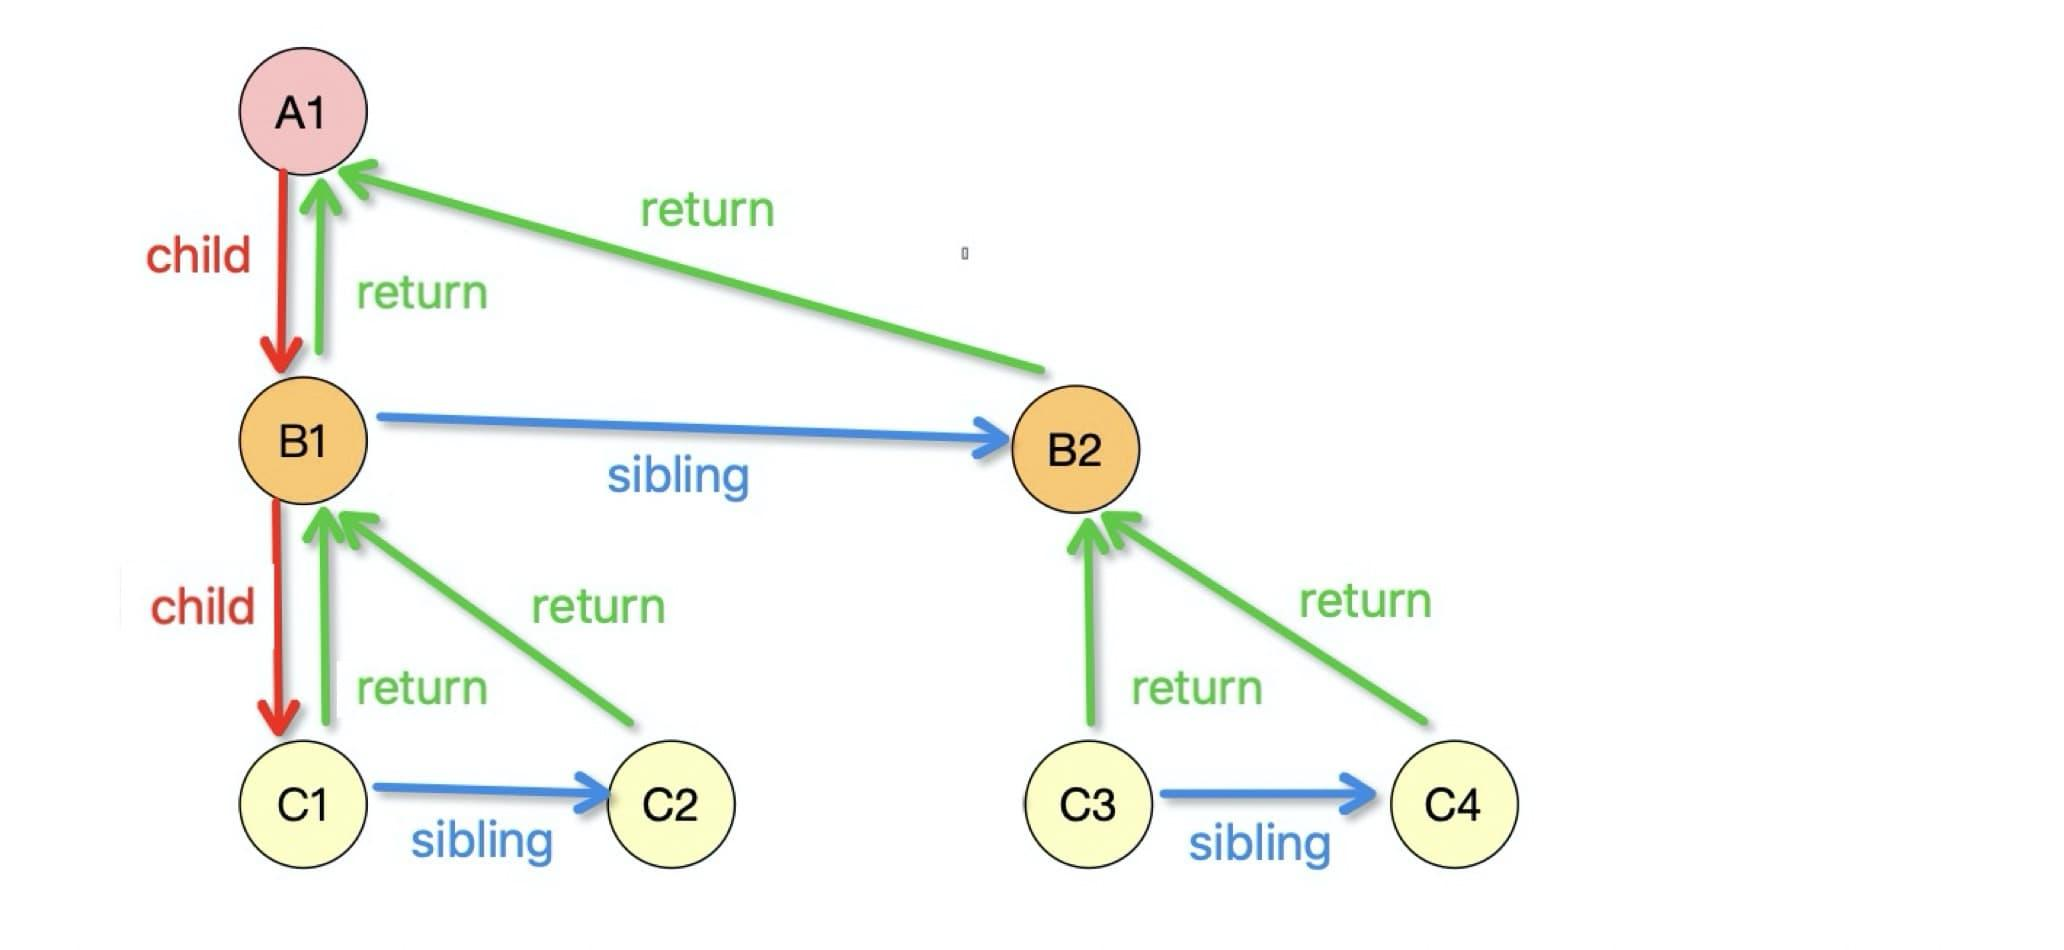 A1
return
child
return
B1
B2
sibling
child
return
return
return
return
C1
C2
C3
C4
sibling
sibling